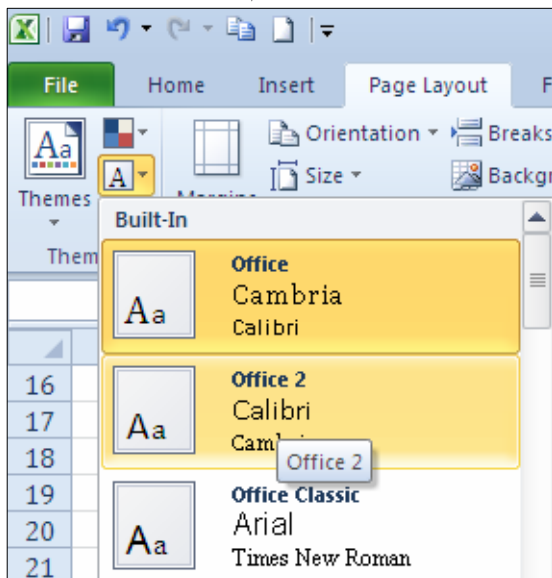 File Home Insert Page Layout F
Aa Orientation Breaks
A Size Backgr
Themes
Them
Built-In
Office
Aa Cambria
Calibri
16 Office 2
17 Aa Calibri
18 Office 2
19 Office Classic
20 Aa Arial
21 Times New Roman